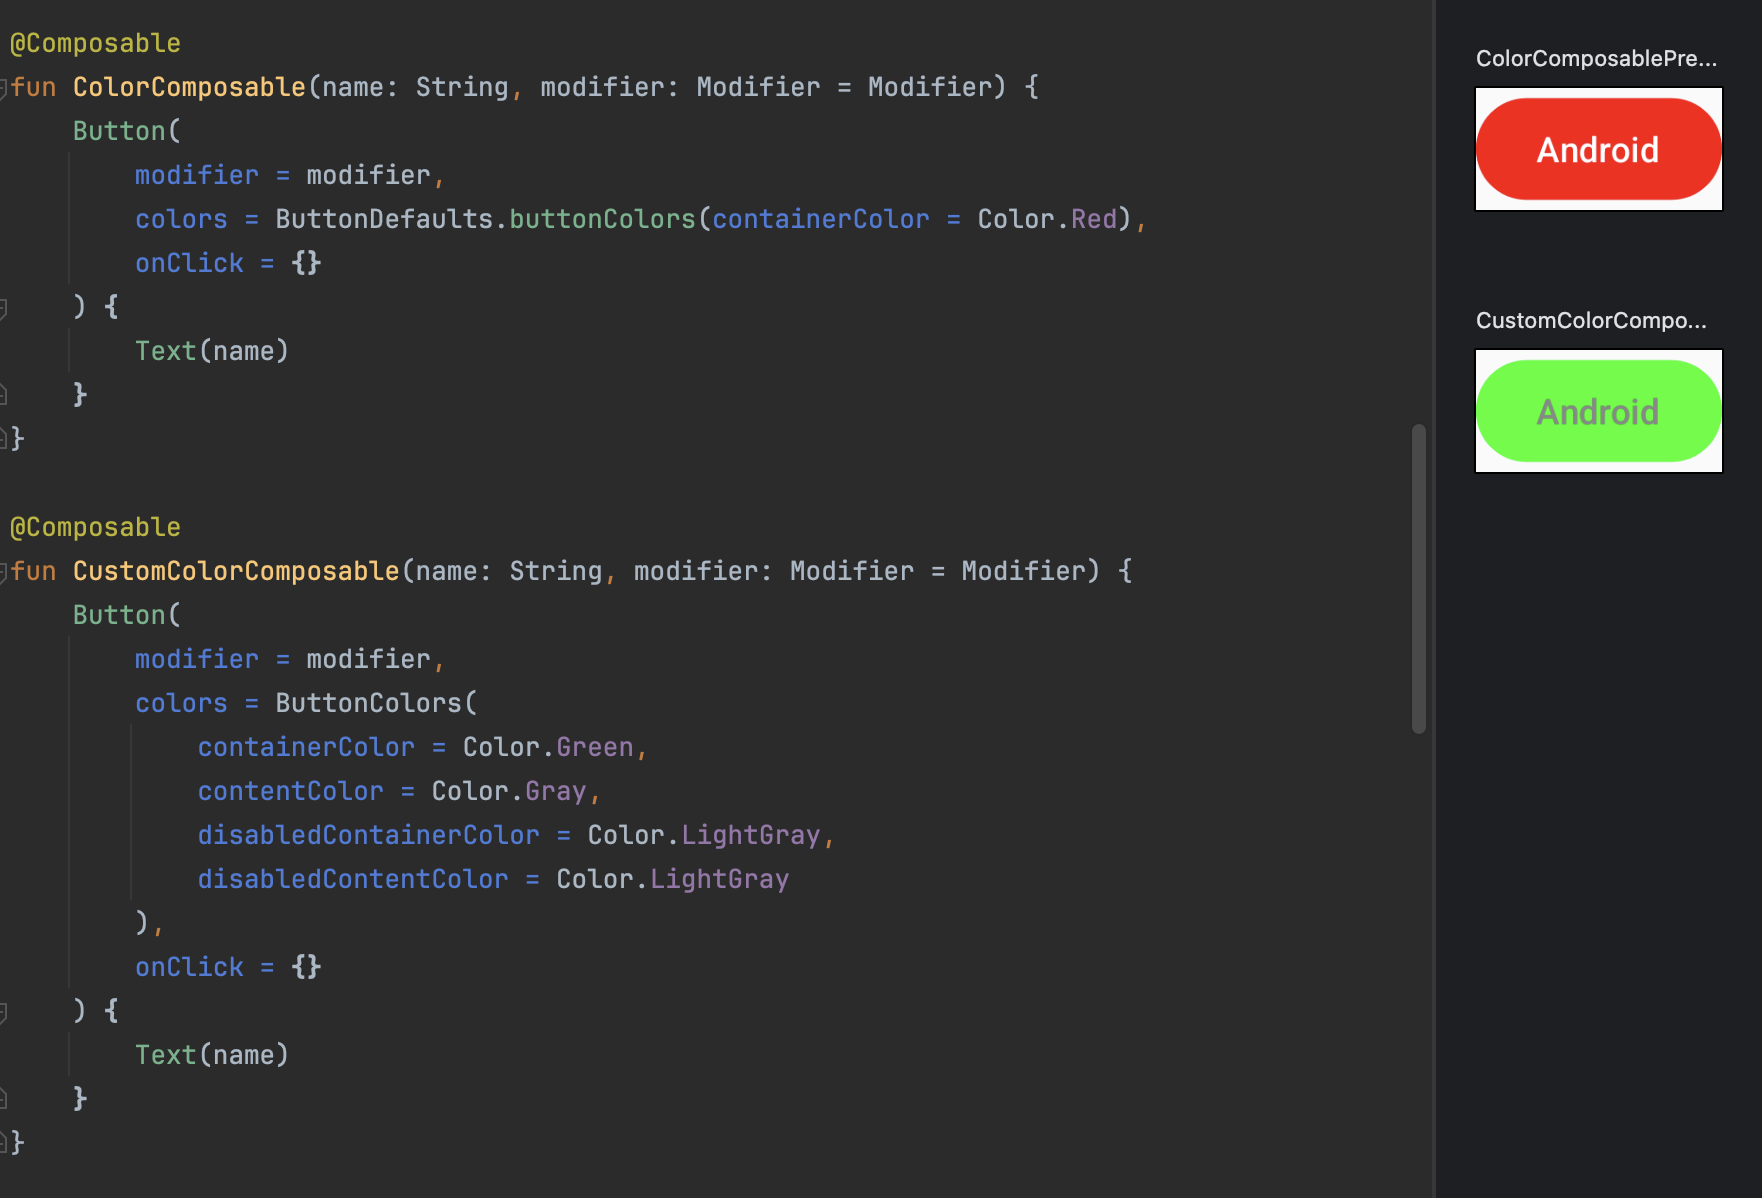 @Composable
fun ColorComposable(name: String, modifier: Modifier = Modifier) {
    Button(
        modifier = modifier,
        colors = ButtonDefaults.buttonColors(containerColor = Color.Red),
        onClick = {}
    ) {
        Text(name)
    }
}

@Composable
fun CustomColorComposable(name: String, modifier: Modifier = Modifier) {
    Button(
        modifier = modifier,
        colors = ButtonColors(
            containerColor = Color.Green,
            contentColor = Color.Gray,
            disabledContainerColor = Color.LightGray,
            disabledContentColor = Color.LightGray
        ),
        onClick = {}
    ) {
        Text(name)
    }
}
ColorComposablePre...
Android
CustomColorCompo...
Android